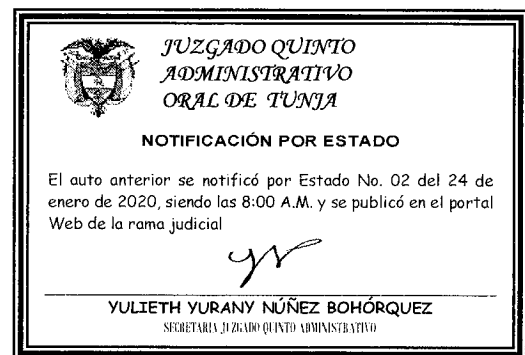 JUZGADO QUINTO
ADMINISTRATIVO
ORAL DE TUNJA
NOTIFICACIÓN POR ESTADO
El auto anterior se notificó por Estado No. 02 del 24 de
enero de 2020, siendo las 8:00 A.M. y se publicó en el portal
Web de la rama judicial
YULIETH YURANY NÚÑEZ BOHÓRQUEZ
SECRETARIA JUZGADO QUINTO ADMINISTRATIVO